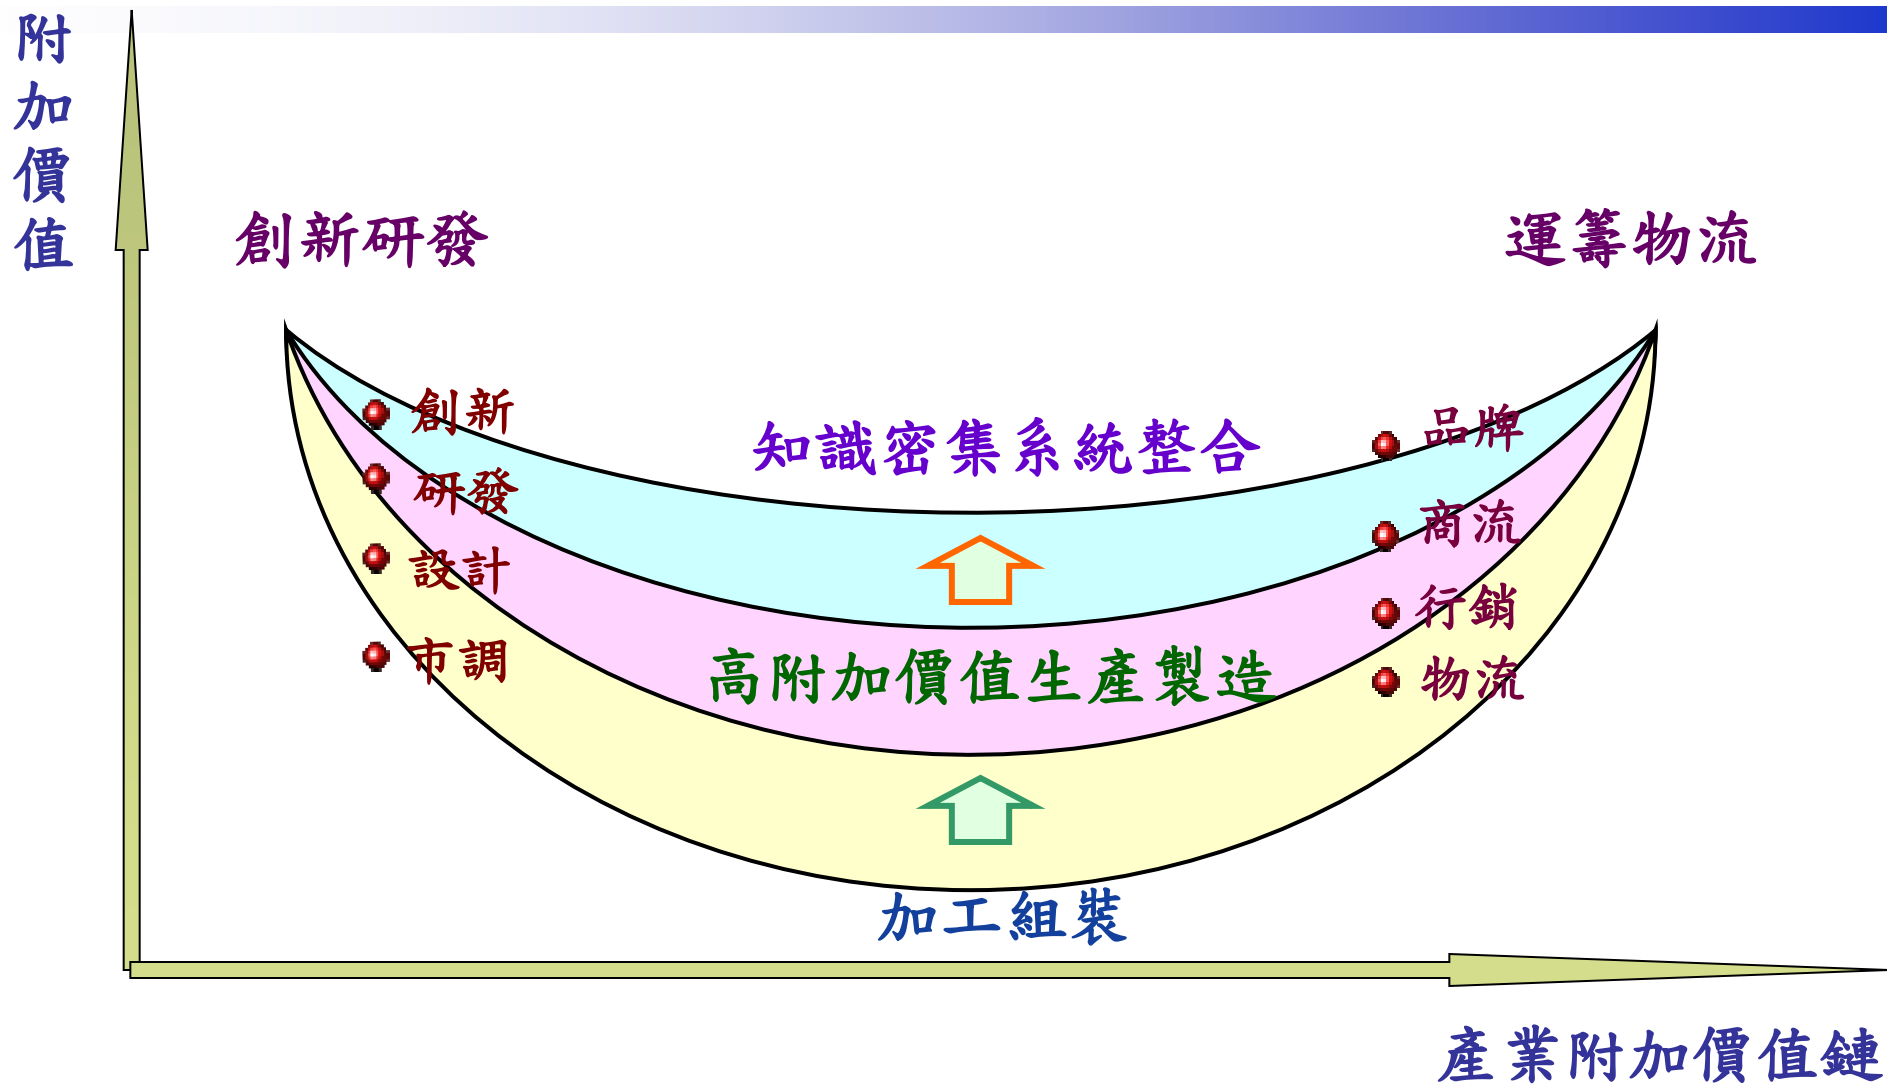 附加價值
創新研發
運籌物流
創新
研發
設計
市調
知識密集系統整合
高附加價值生產製造
加工組裝
品牌
商流
行銷
物流
產業附加價值鏈